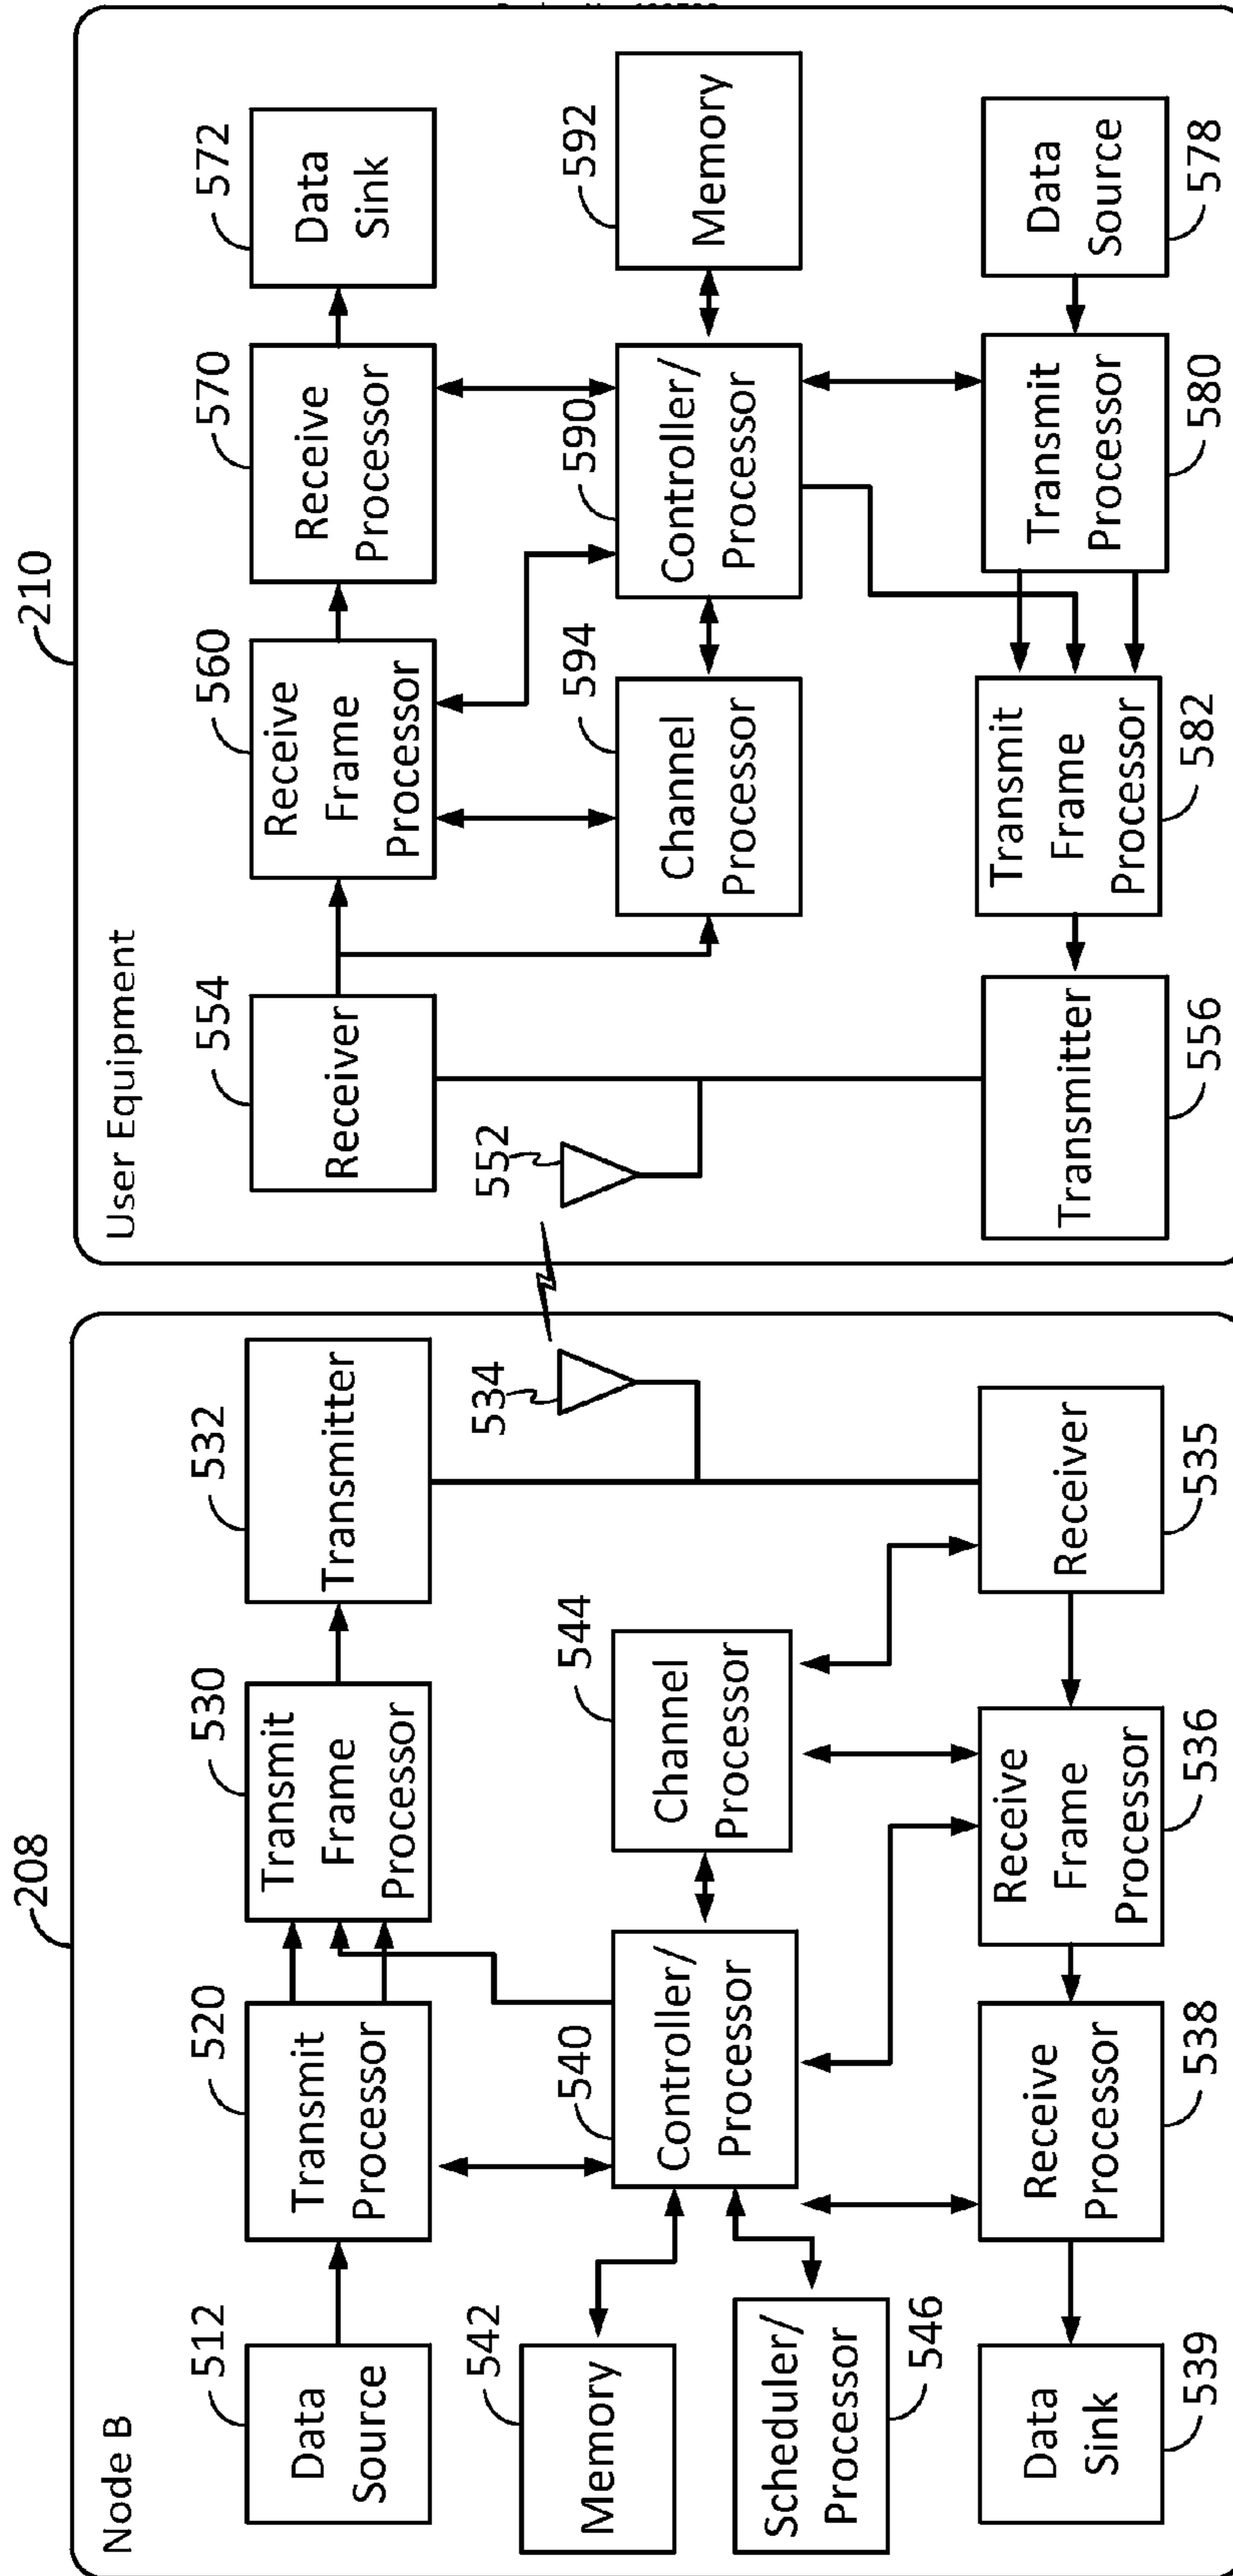 208
Node B
512
Data
Source
520
Transmit
Processor
530
Transmit
Frame
Processor
532
Transmitter
534
542
Memory
540
Controller/
Processor
544
Channel
Processor
Scheduler/
Processor
546
Data
Sink
539
Receive
Processor
538
Receive
Frame
Processor
536
Receiver
535
210
User Equipment
554
Receiver
560
Receive
Frame
Processor
570
Receive
Processor
572
Data
Sink
552
594
Channel
Processor
590
Controller/
Processor
592
Memory
Transmitter
556
Transmit
Frame
Processor
582
Transmit
Processor
580
Data
Source
578